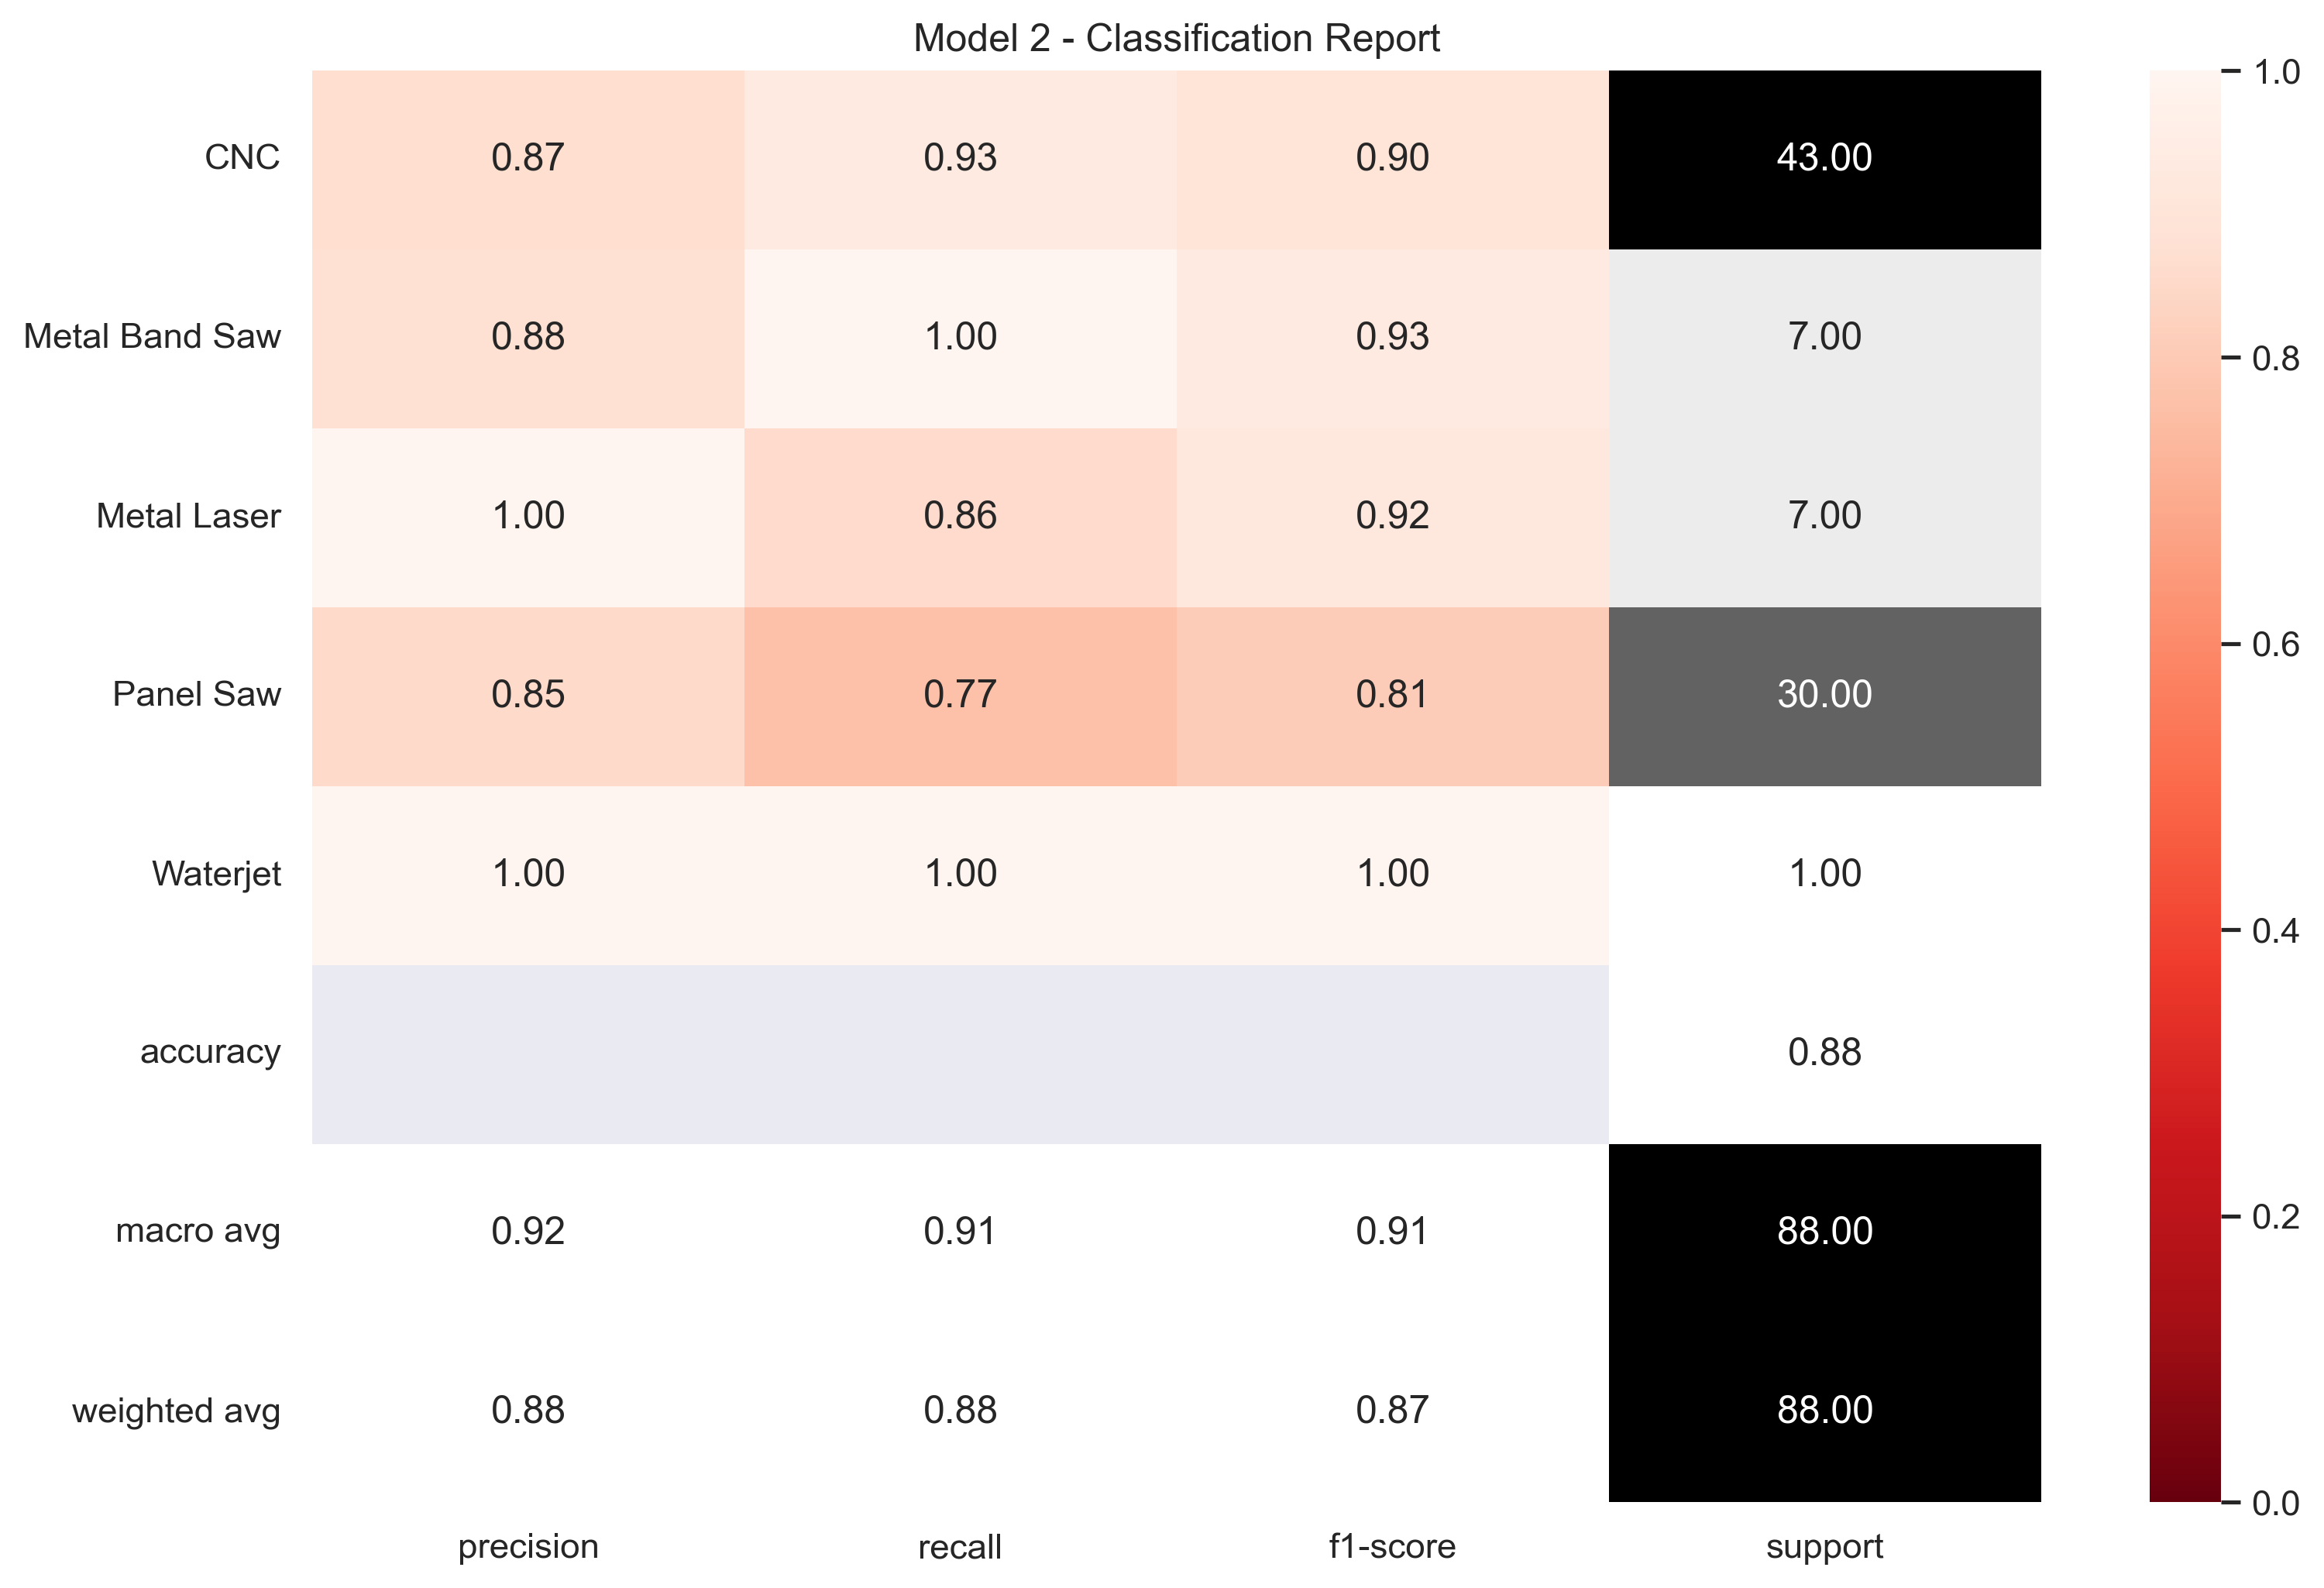 Model 2 - Classification Report
CNC 0.87 0.93 0.90 43.00
Metal Band Saw 0.88 1.00 0.93 7.00
Metal Laser 1.00 0.86 0.92 7.00
Panel Saw 0.85 0.77 0.81 30.00
Waterjet 1.00 1.00 1.00 1.00
accuracy 0.88
macro avg 0.92 0.91 0.91 88.00
weighted avg 0.88 0.88 0.87 88.00
precision recall f1-score support
1.0
0.8
0.6
0.4
0.2
0.0